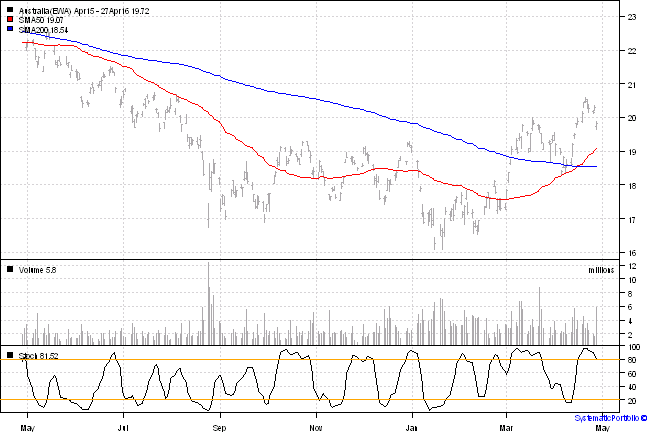 Australia(EWA) Apr15 - 27Apr16 19.72
SMA50 19.07
SMA200 18.54
23
22
21
20
19
18
17
16
Volume 5.8
millions
12
10
8
6
4
2
Stoch 81.52
100
80
60
40
20
SystematicPortfolio ©
May
Jul
Sep
Nov
Jan
Mar
May